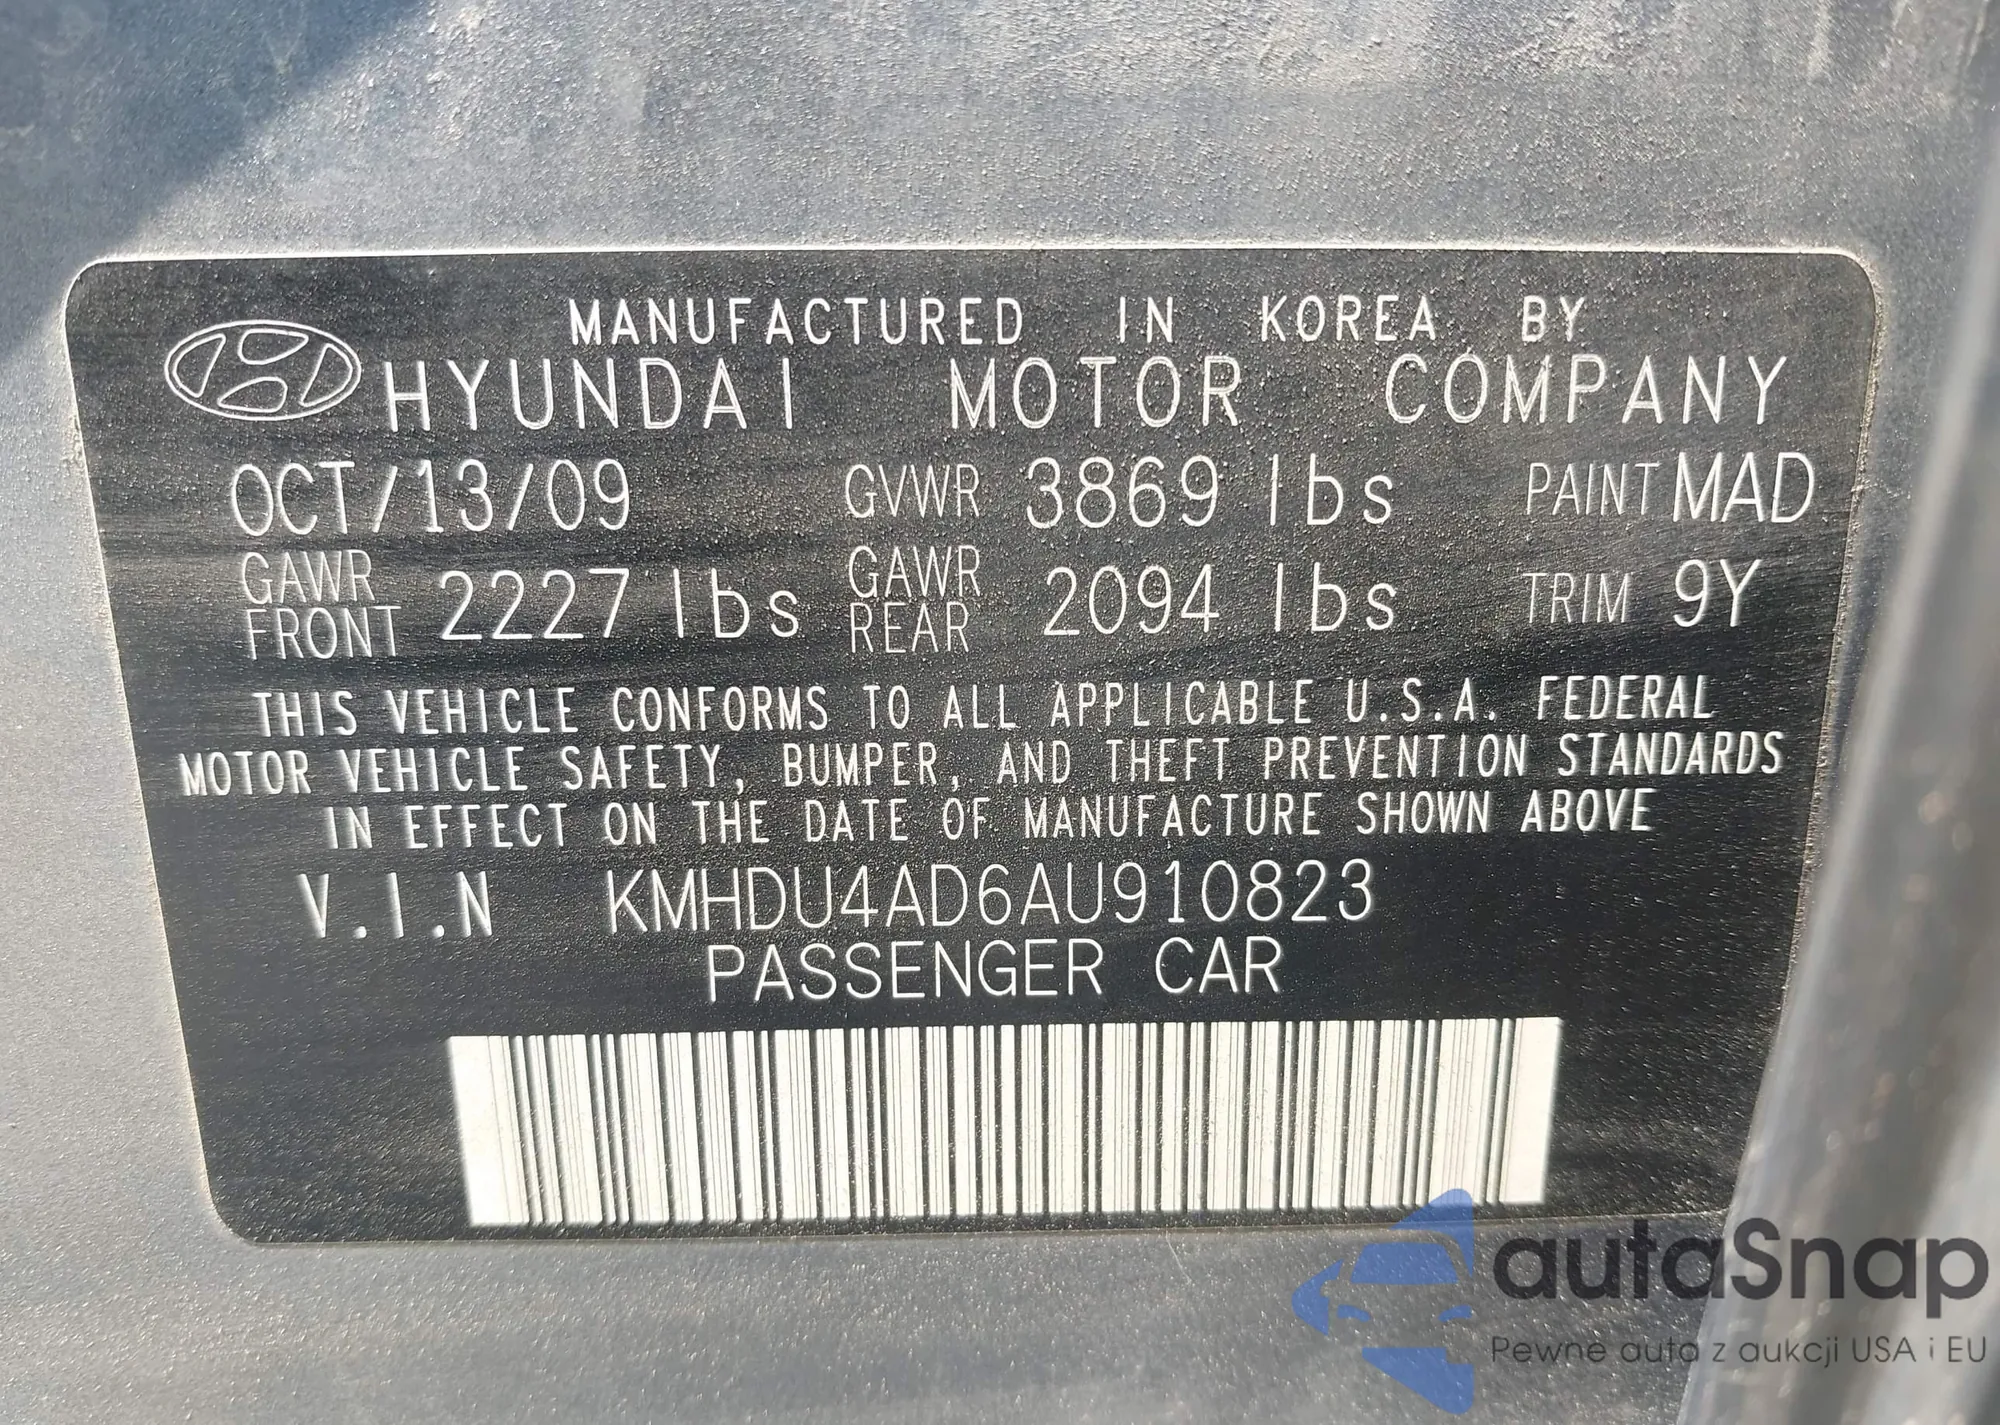 MANUFACTURED IN KOREA BY
HYUNDAI MOTOR COMPANY
OCT/13/09 GVWR 3869 lbs PAINT MAD
GAWR FRONT 2227 lbs GAWR REAR 2094 lbs TRIM 9Y
THIS VEHICLE CONFORMS TO ALL APPLICABLE U.S.A. FEDERAL
MOTOR VEHICLE SAFETY, BUMPER, AND THEFT PREVENTION STANDARDS
IN EFFECT ON THE DATE OF MANUFACTURE SHOWN ABOVE
V.I.N KMHDU4AD6AU910823
PASSENGER CAR
autaSnap
Pewne auta z aukcji USA i EU